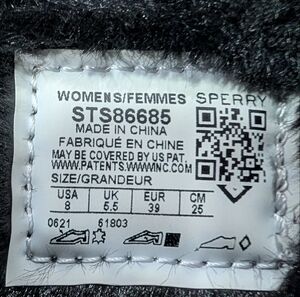 WOMENS/FEMMES SPERRY
STS86685
MADE IN CHINA
FABRIQUÉ EN CHINE
MAY BE COVERED BY US PAT.
WWW.PATENTS.WWWINC.COM
SIZE/GRANDEUR
USA UK EUR CM
8 5.5 39 25
0621 61803